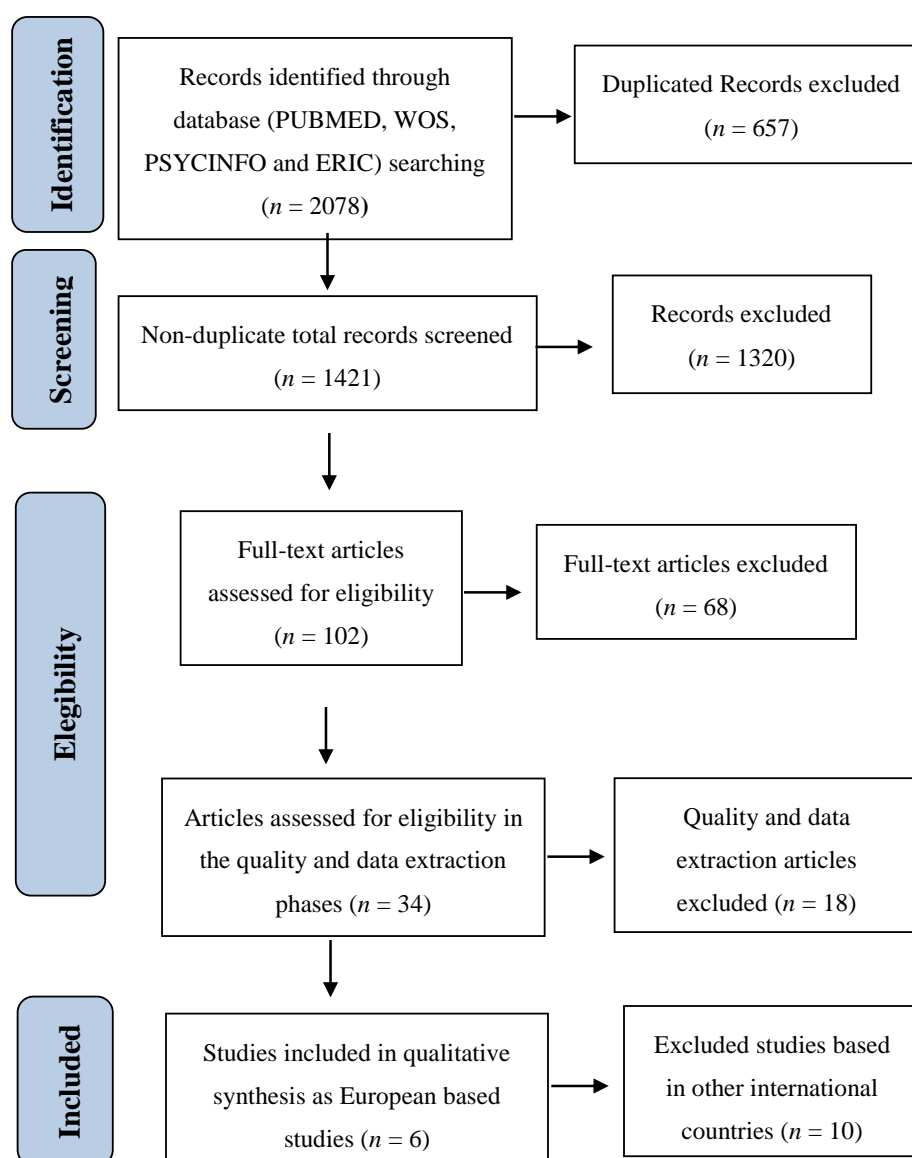 Identification
Records identified through
database (PUBMED, WOS,
PSYCINFO and ERIC) searching
(n = 2078)
Duplicated Records excluded
(n = 657)
Screening
Non-duplicate total records screened
(n = 1421)
Records excluded
(n = 1320)
Elegibility
Full-text articles
assessed for eligibility
(n = 102)
Full-text articles excluded
(n = 68)
Articles assessed for eligibility in
the quality and data extraction
phases (n = 34)
Quality and data
extraction articles
excluded (n = 18)
Included
Studies included in qualitative
synthesis as European based
studies (n = 6)
Excluded studies based
in other international
countries (n = 10)